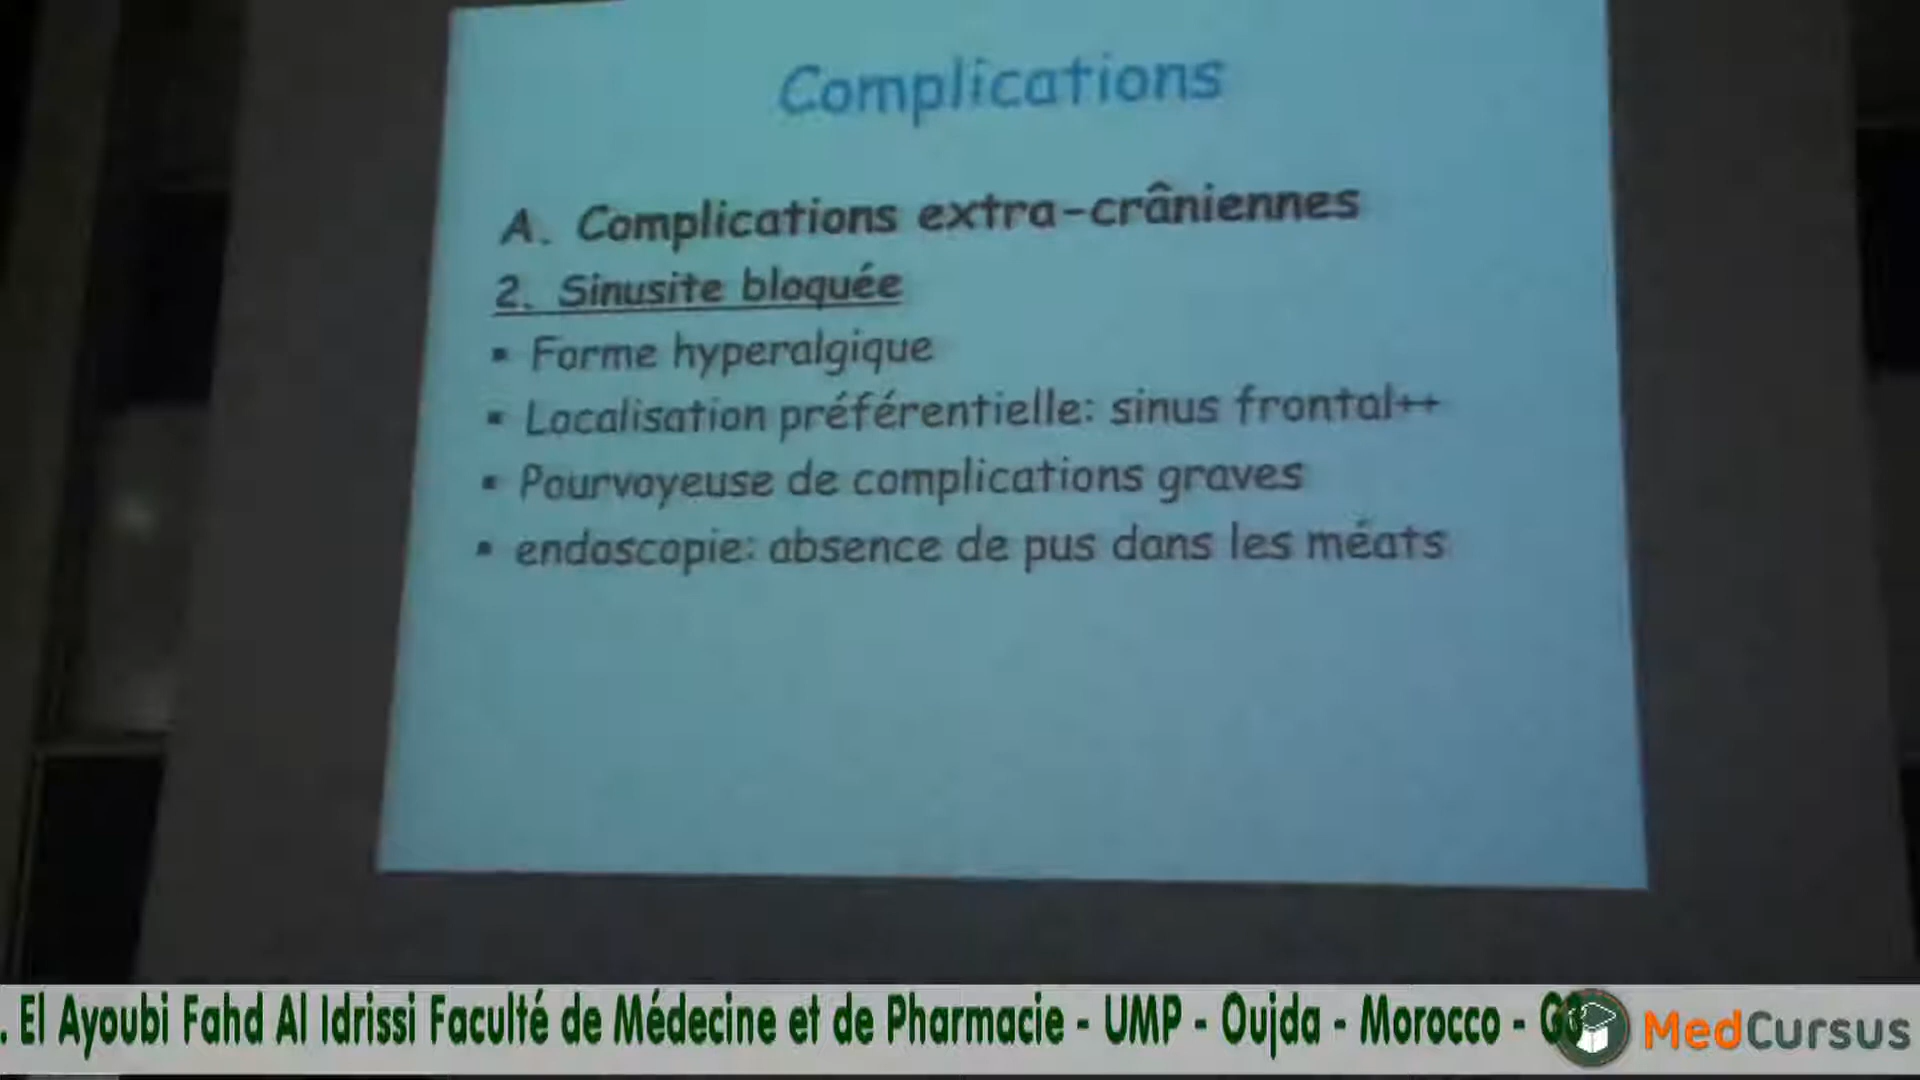 Complications
A. Complications extra-crâniennes
2. Sinusite bloquée
▪ Forme hyperalgique
▪ Localisation préférentielle: sinus frontal++
▪ Pourvoyeuse de complications graves
▪ endoscopie: absence de pus dans les méats
. El Ayoubi Fahd Al Idrissi Faculté de Médecine et de Pharmacie - UMP - Oujda - Morocco -
MedCursus